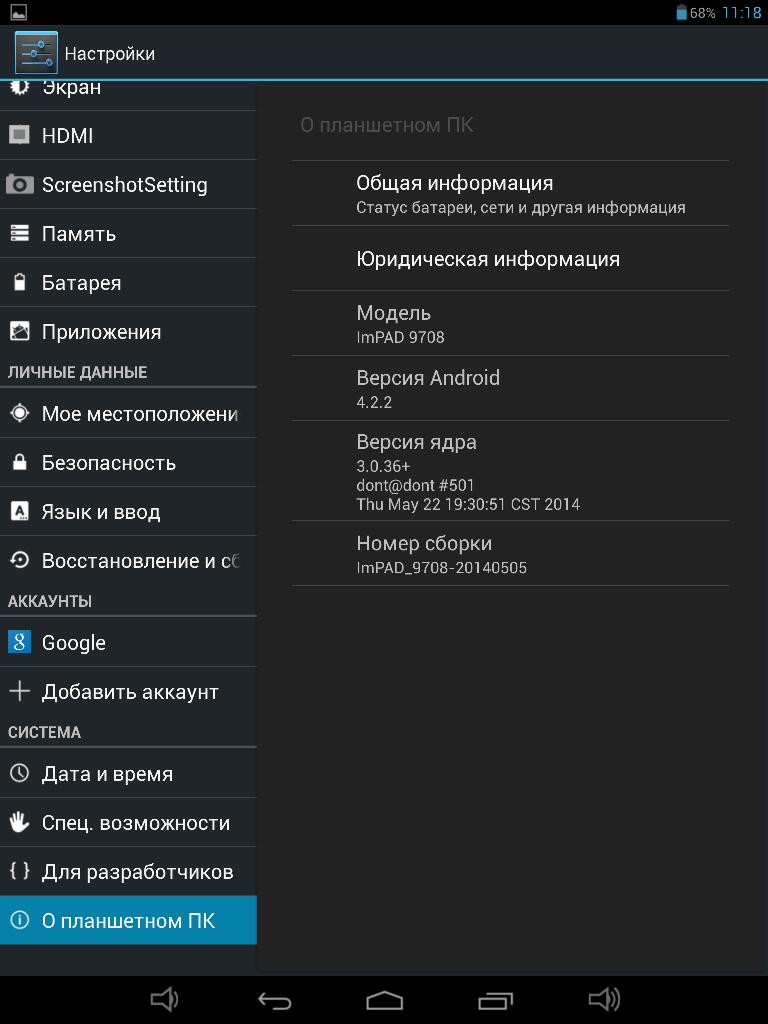 68% 11:18
Настройки
Экран
HDMI
ScreenshotSetting
Память
Батарея
Приложения
ЛИЧНЫЕ ДАННЫЕ
Мое местоположени
Безопасность
Язык и ввод
Восстановление и сб
АККАУНТЫ
Google
Добавить аккаунт
СИСТЕМА
Дата и время
Спец. возможности
Для разработчиков
О планшетном ПК
О планшетном ПК
Общая информация
Статус батареи, сети и другая информация
Юридическая информация
Модель
ImPAD 9708
Версия Android
4.2.2
Версия ядра
3.0.36+
dont@dont #501
Thu May 22 19:30:51 CST 2014
Номер сборки
ImPAD_9708-20140505